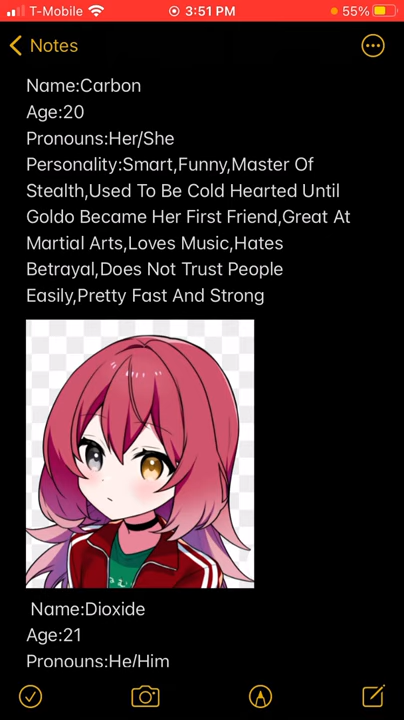 T-Mobile 3:51 PM 55%
Notes
Name:Carbon
Age:20
Pronouns:Her/She
Personality:Smart,Funny,Master Of
Stealth,Used To Be Cold Hearted Until
Goldo Became Her First Friend,Great At
Martial Arts,Loves Music,Hates
Betrayal,Does Not Trust People
Easily,Pretty Fast And Strong
Name:Dioxide
Age:21
Pronouns:He/Him